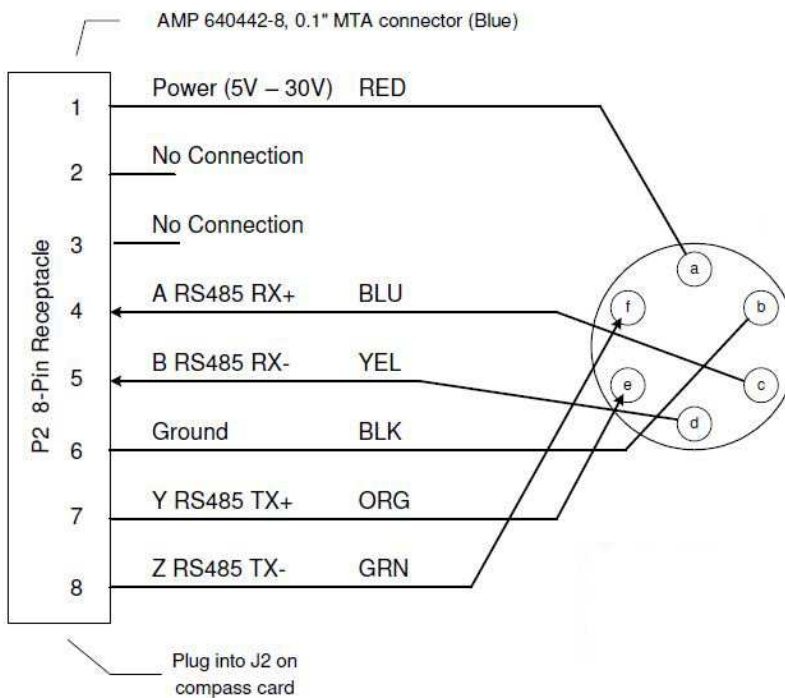 AMP 640442-8, 0.1" MTA connector (Blue)
P2 8-Pin Receptacle
1 Power (5V – 30V) RED
2 No Connection
3 No Connection
4 A RS485 RX+ BLU
5 B RS485 RX- YEL
6 Ground BLK
7 Y RS485 TX+ ORG
8 Z RS485 TX- GRN
a
f b
e c
d
Plug into J2 on
compass card